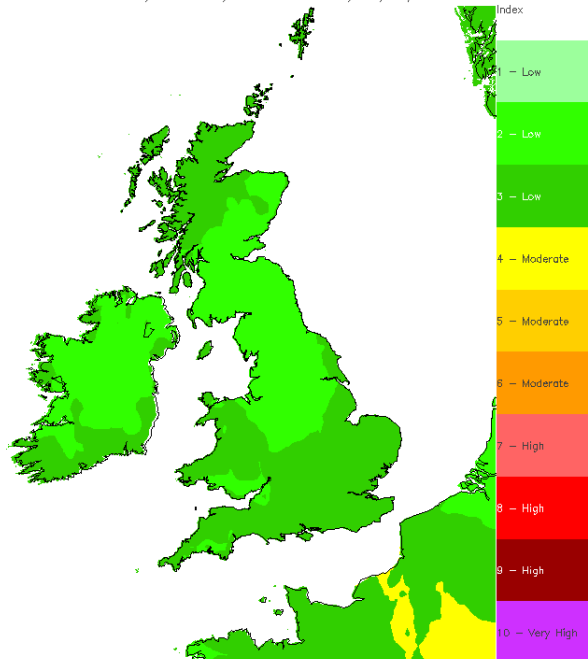 Index
1 - Low
2 - Low
3 - Low
4 - Moderate
5 - Moderate
6 - Moderate
7 - High
8 - High
9 - High
10 - Very High